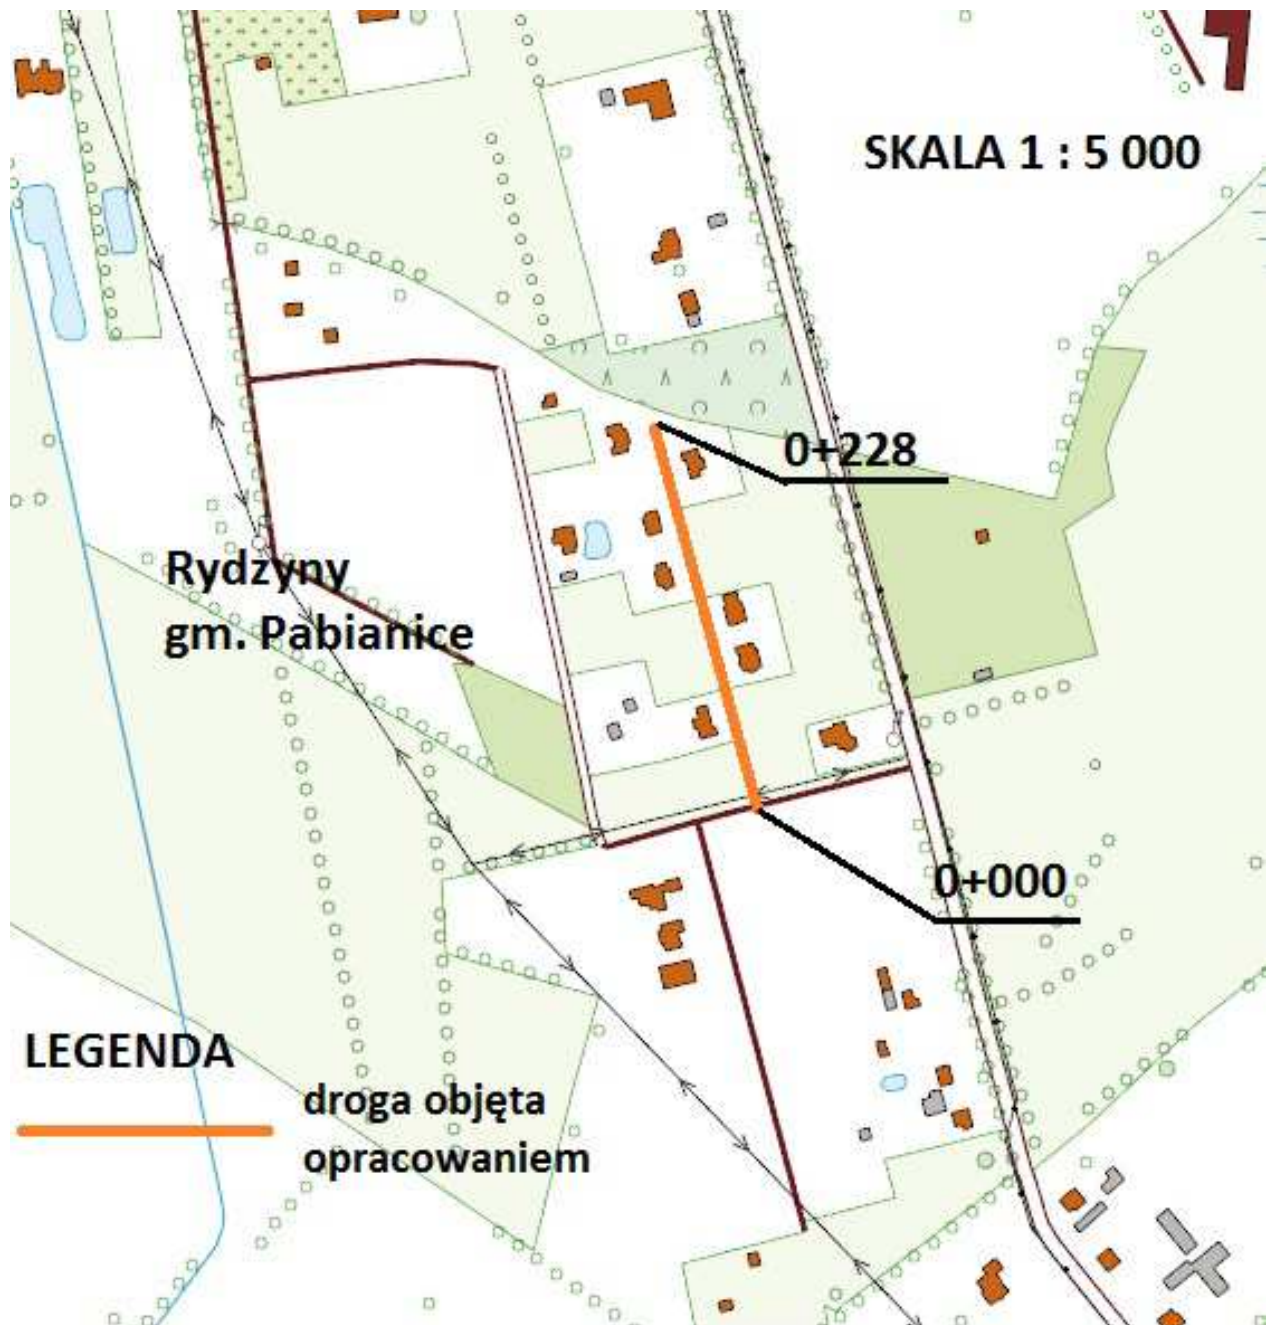 SKALA 1 : 5 000
0+228
Rydzyny
gm. Pabianice
0+000
LEGENDA
droga objęta
opracowaniem